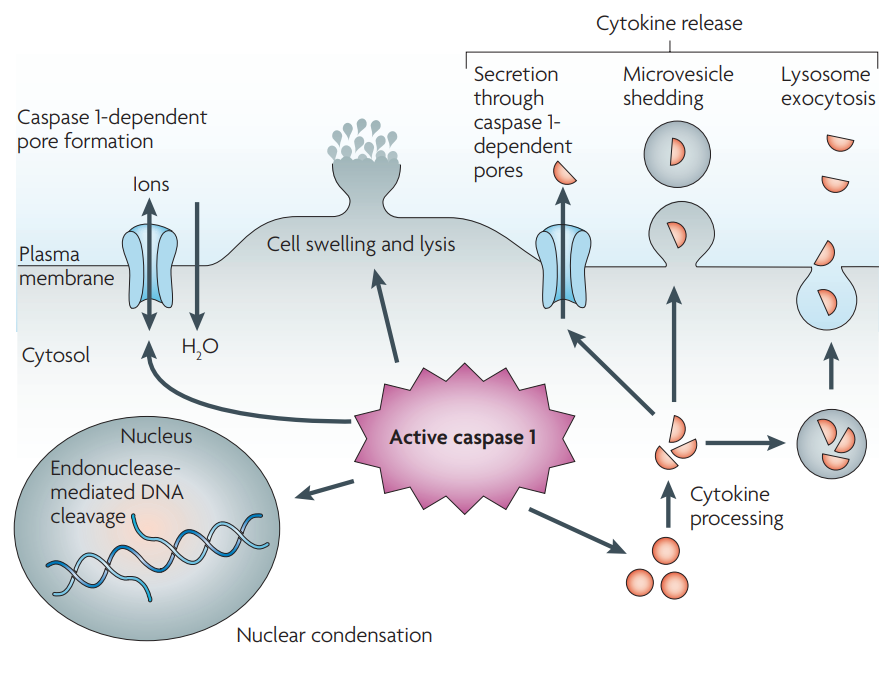 Cytokine release
Secretion
through
caspase 1-
dependent
pores
Microvesicle
shedding
Lysosome
exocytosis
Caspase 1-dependent
pore formation
Ions
Cell swelling and lysis
Plasma
membrane
H₂O
Cytosol
Active caspase 1
Nucleus
Endonuclease-
mediated DNA
cleavage
Cytokine
processing
Nuclear condensation